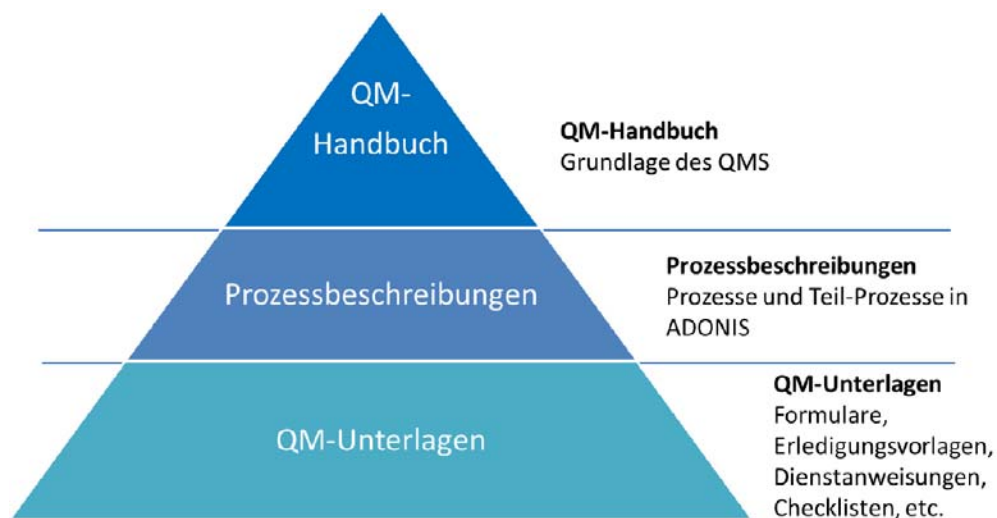 QM-
Handbuch
QM-Handbuch
Grundlage des QMS
Prozessbeschreibungen
Prozessbeschreibungen
Prozesse und Teil-Prozesse in
ADONIS
QM-Unterlagen
QM-Unterlagen
Formulare,
Erledigungsvorlagen,
Dienstanweisungen,
Checklisten, etc.